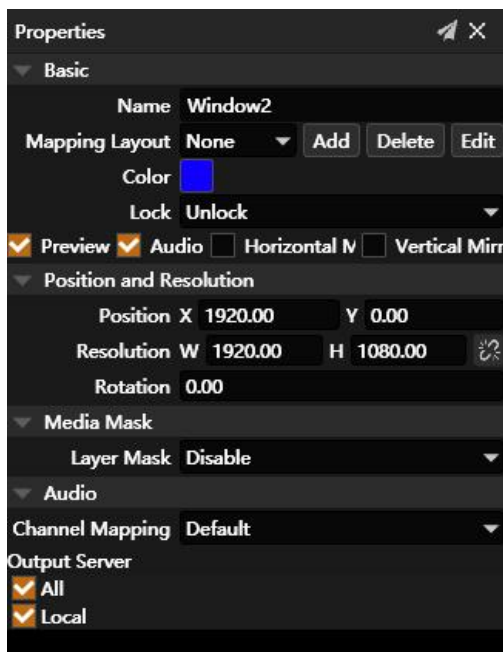 Properties
Basic
Name Window2
Mapping Layout None Add Delete Edit
Color
Lock Unlock
Preview Audio Horizontal M Vertical Mirr
Position and Resolution
Position X 1920.00 Y 0.00
Resolution W 1920.00 H 1080.00
Rotation 0.00
Media Mask
Layer Mask Disable
Audio
Channel Mapping Default
Output Server
All
Local